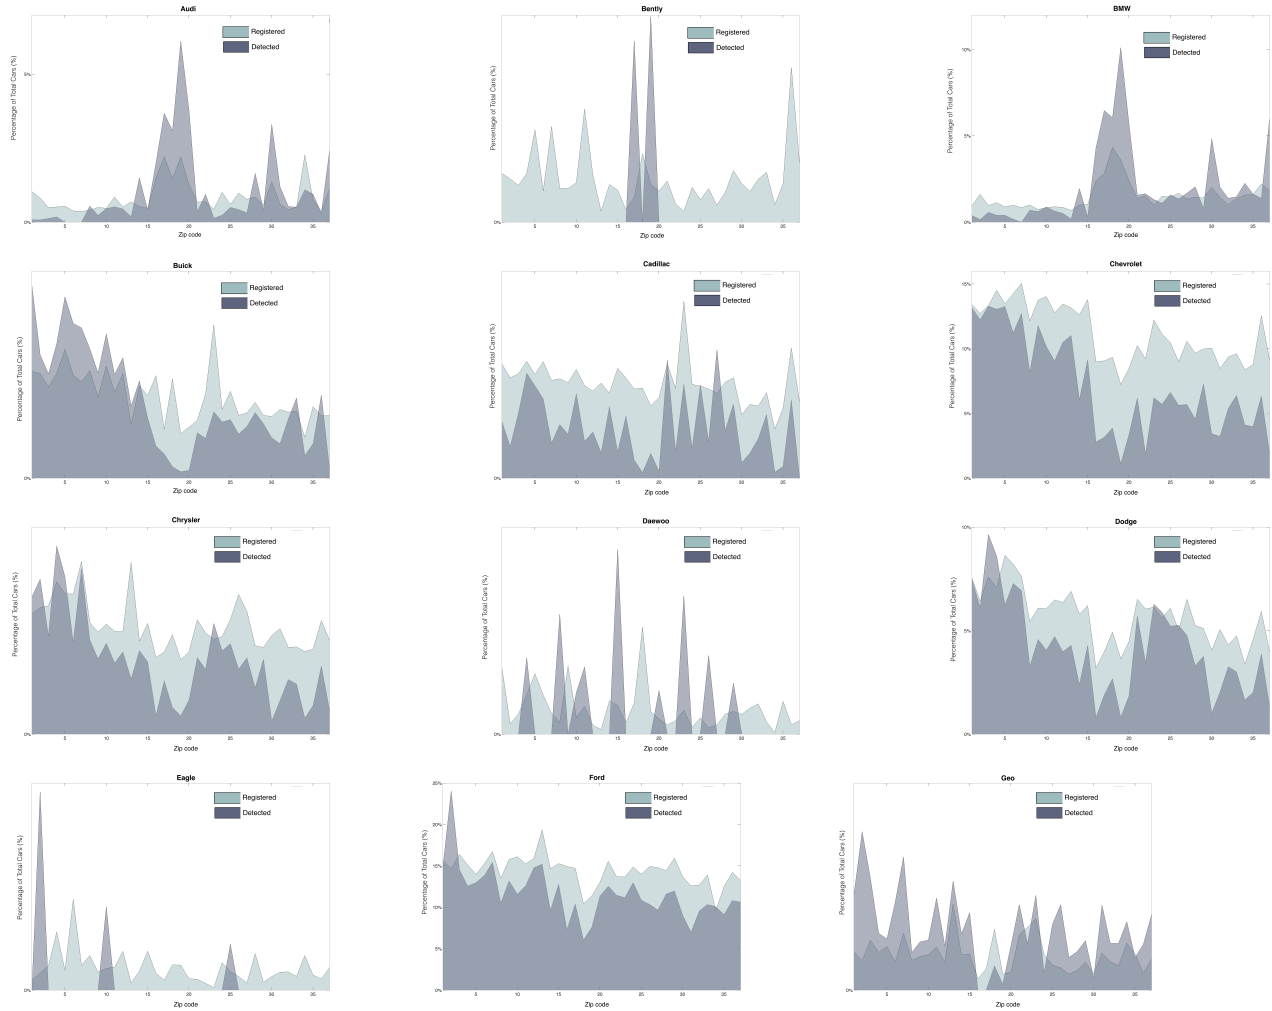 Audi
Registered
Detected
Percentage of Total Cars (%)
5%
0%
5 10 15 20 25 30 35
Zip code
Bently
Registered
Detected
Percentage of Total Cars (%)
0%
5 10 15 20 25 30 35
Zip code
BMW
Registered
Detected
Percentage of Total Cars (%)
10%
5%
0%
5 10 15 20 25 30 35
Zip code
Buick
Registered
Detected
Percentage of Total Cars (%)
0%
5 10 15 20 25 30 35
Zip code
Cadillac
Registered
Detected
Percentage of Total Cars (%)
0%
5 10 15 20 25 30 35
Zip code
Chevrolet
Registered
Detected
Percentage of Total Cars (%)
15%
10%
5%
0%
5 10 15 20 25 30 35
Zip code
Chrysler
Registered
Detected
Percentage of Total Cars (%)
0%
5 10 15 20 25 30 35
Zip code
Daewoo
Registered
Detected
Percentage of Total Cars (%)
0%
5 10 15 20 25 30 35
Zip code
Dodge
Registered
Detected
Percentage of Total Cars (%)
10%
5%
0%
5 10 15 20 25 30 35
Zip code
Eagle
Registered
Detected
Percentage of Total Cars (%)
0%
5 10 15 20 25 30 35
Zip code
Ford
Registered
Detected
Percentage of Total Cars (%)
25%
20%
15%
10%
5%
0%
5 10 15 20 25 30 35
Zip code
Geo
Registered
Detected
Percentage of Total Cars (%)
0%
5 10 15 20 25 30 35
Zip code